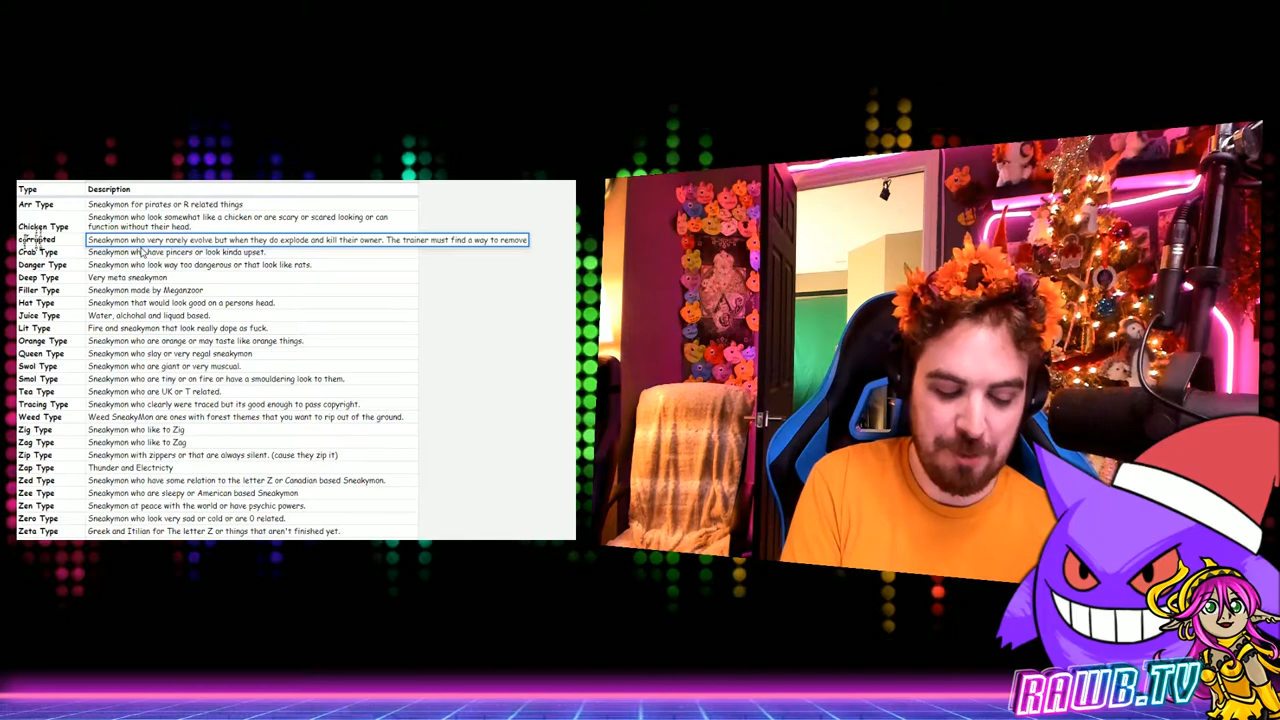 Type Description
Arr Type Sneakymon for pirates or R related things
Sneakymon who look somewhat like a chicken or are scary or scared looking or can
Chicken Type function without their head.
corrupted Sneakymon who very rarely evolve but when they do explode and kill their owner. The trainer must find a way to remove
Crab Type Sneakymon who have pincers or look kinda upset.
Danger Type Sneakymon who look way too dangerous or that look like rats.
Deep Type Very meta sneakymon
Filler Type Sneakymon made by Meganzoor
Hat Type Sneakymon that would look good on a persons head.
Juice Type Water, alchohal and liquad based.
Lit Type Fire and sneakymon that look really dope as fuck.
Orange Type Sneakymon who are orange or may taste like orange things.
Queen Type Sneakymon who slay or very regal sneakymon
Swol Type Sneakymon who are giant or very muscual.
Smol Type Sneakymon who are tiny or on fire or have a smouldering look to them.
Tea Type Sneakymon who are UK or T related.
Tracing Type Sneakymon who clearly were traced but its good enough to pass copyright.
Weed Type Weed SneakyMon are ones with forest themes that you want to rip out of the ground.
Zig Type Sneakymon who like to Zig
Zag Type Sneakymon who like to Zag
Zip Type Sneakymon with zippers or that are always silent. (cause they zip it)
Zap Type Thunder and Electricty
Zed Type Sneakymon who have some relation to the letter Z or Canadian based Sneakymon.
Zee Type Sneakymon who are sleepy or American based Sneakymon
Zen Type Sneakymon at peace with the world or have psychic powers.
Zero Type Sneakymon who look very sad or cold or are 0 related.
Zeta Type Greek and Itilian for The letter Z or things that aren't finished yet.
RAWB.TV